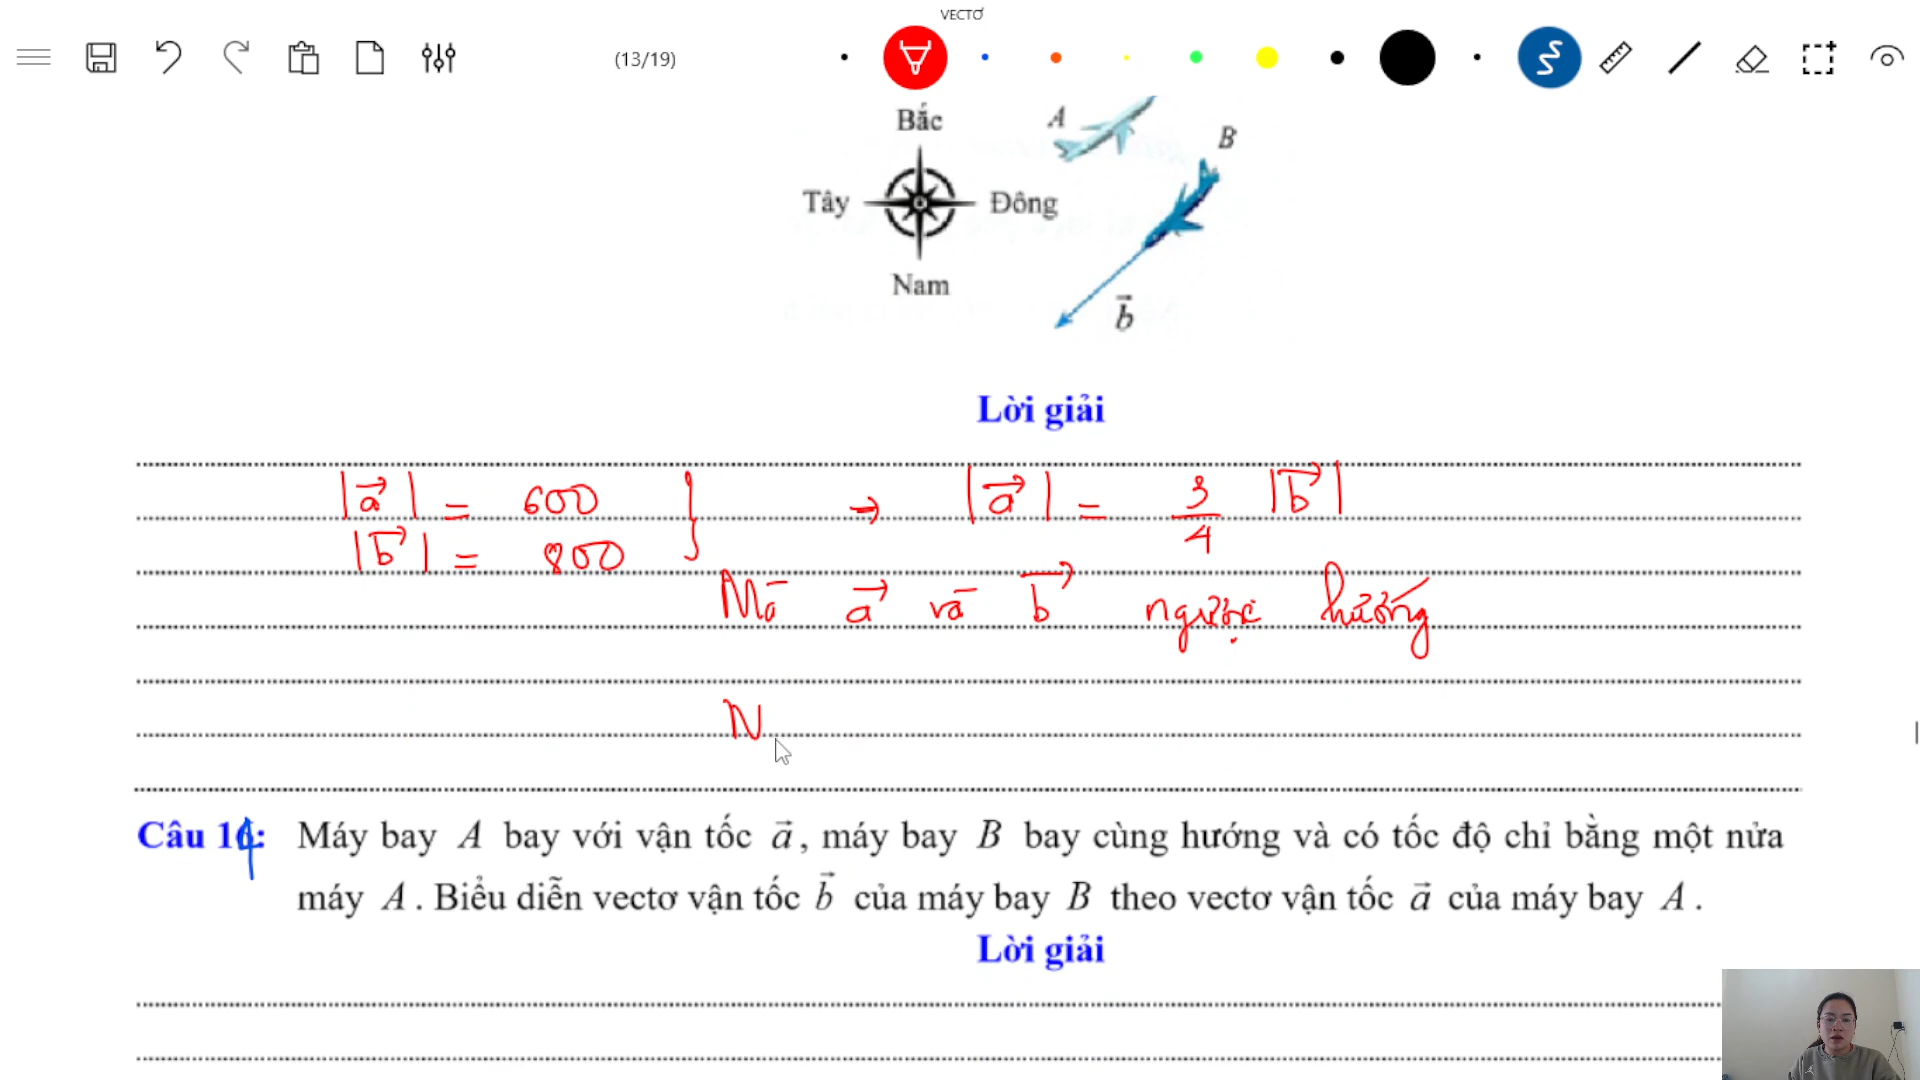 VECTƠ
(13/19)
Bắc
A
B
Tây
Đông
Nam
b⃗
Lời giải
|a⃗| = 600 } → |a⃗| = 3/4 |b⃗|
|b⃗| = 800
Mà a⃗ và b⃗ ngược hướng
N
Câu 14: Máy bay A bay với vận tốc a⃗, máy bay B bay cùng hướng và có tốc độ chỉ bằng một nửa
máy A. Biểu diễn vectơ vận tốc b⃗ của máy bay B theo vectơ vận tốc a⃗ của máy bay A.
Lời giải